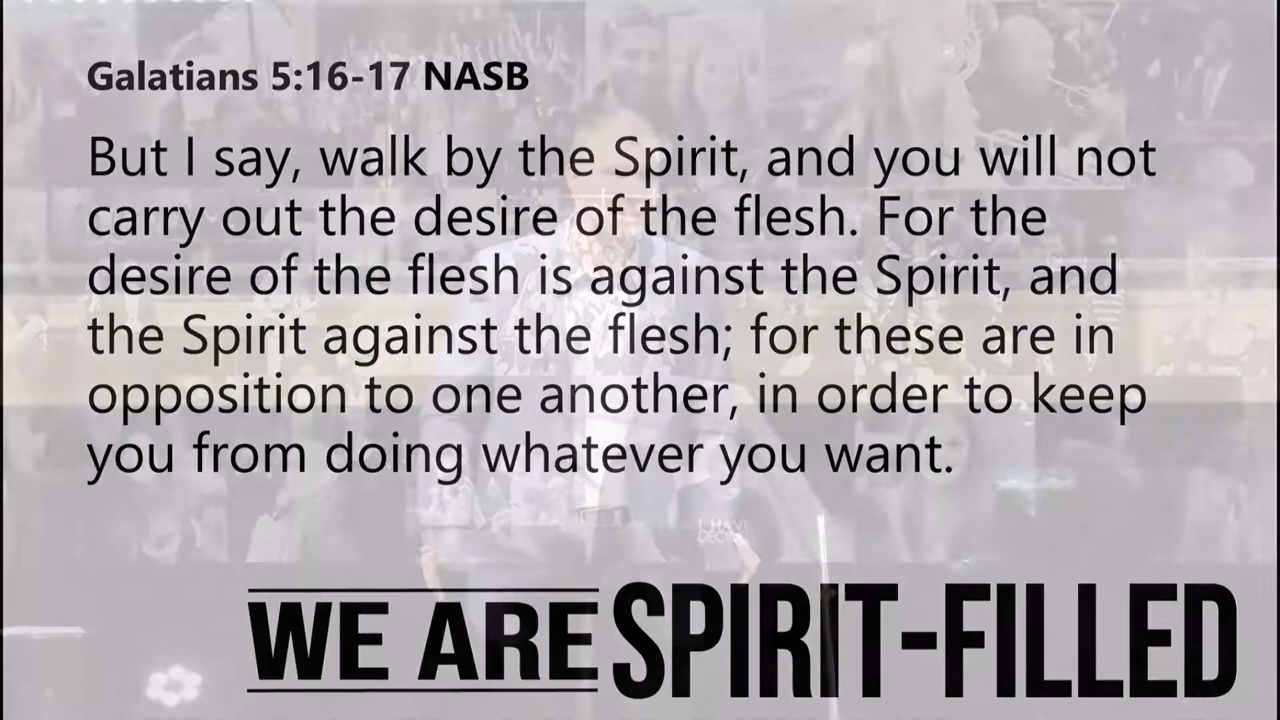 Galatians 5:16-17 NASB
But I say, walk by the Spirit, and you will not
carry out the desire of the flesh. For the
desire of the flesh is against the Spirit, and
the Spirit against the flesh; for these are in
opposition to one another, in order to keep
you from doing whatever you want.
I HAVE
WE ARE SPIRIT-FILLED